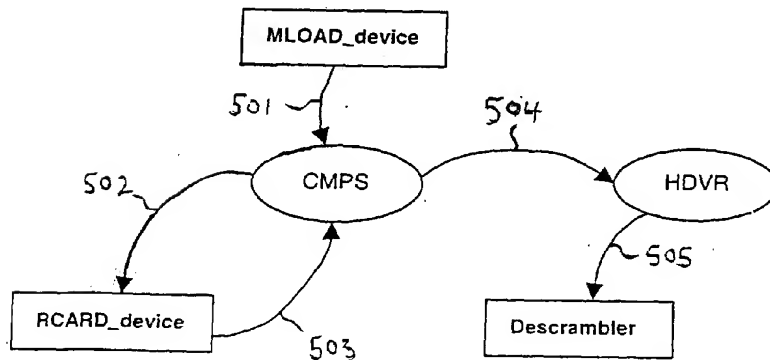 MLOAD_device
501
504
502
CMPS
HDVR
505
RCARD_device
503
Descrambler